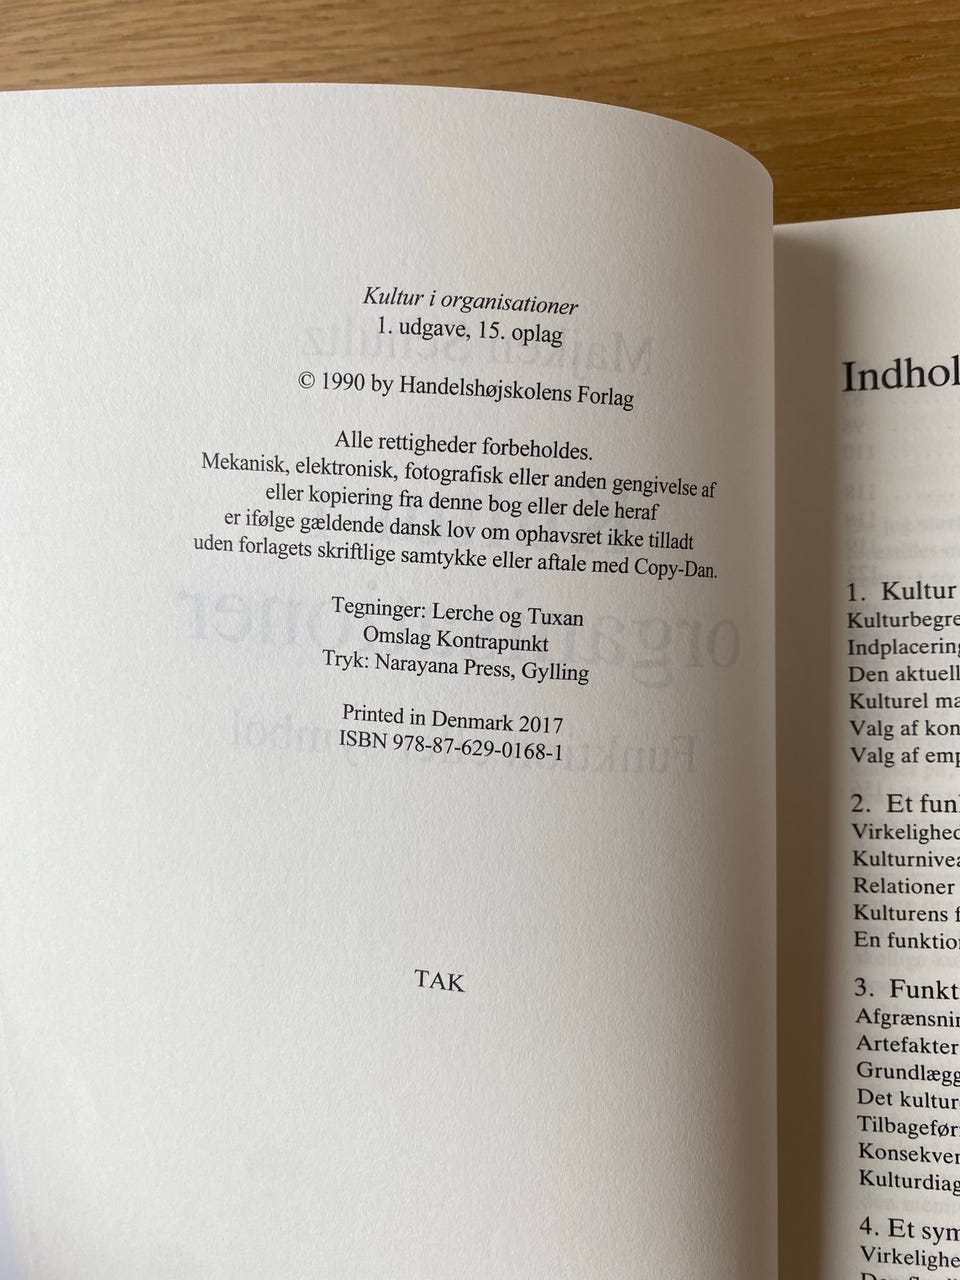 Kultur i organisationer
1. udgave, 15. oplag
© 1990 by Handelshøjskolens Forlag
Alle rettigheder forbeholdes.
Mekanisk, elektronisk, fotografisk eller anden gengivelse af
eller kopiering fra denne bog eller dele heraf
er ifølge gældende dansk lov om ophavsret ikke tilladt
uden forlagets skriftlige samtykke eller aftale med Copy-Dan.
Tegninger: Lerche og Tuxan
Omslag Kontrapunkt
Tryk: Narayana Press, Gylling
Printed in Denmark 2017
ISBN 978-87-629-0168-1
TAK
Indhol
1. Kultur
Kulturbegre
Indplacering
Den aktuell
Kulturel ma
Valg af kon
Valg af emp
2. Et funk
Virkelighed
Kulturnivea
Relationer
Kulturens f
En funktion
3. Funkt
Afgrænsnin
Artefakter
Grundlægg
Det kultur
Tilbagefør
Konsekven
Kulturdiag
4. Et sym
Virkelighe